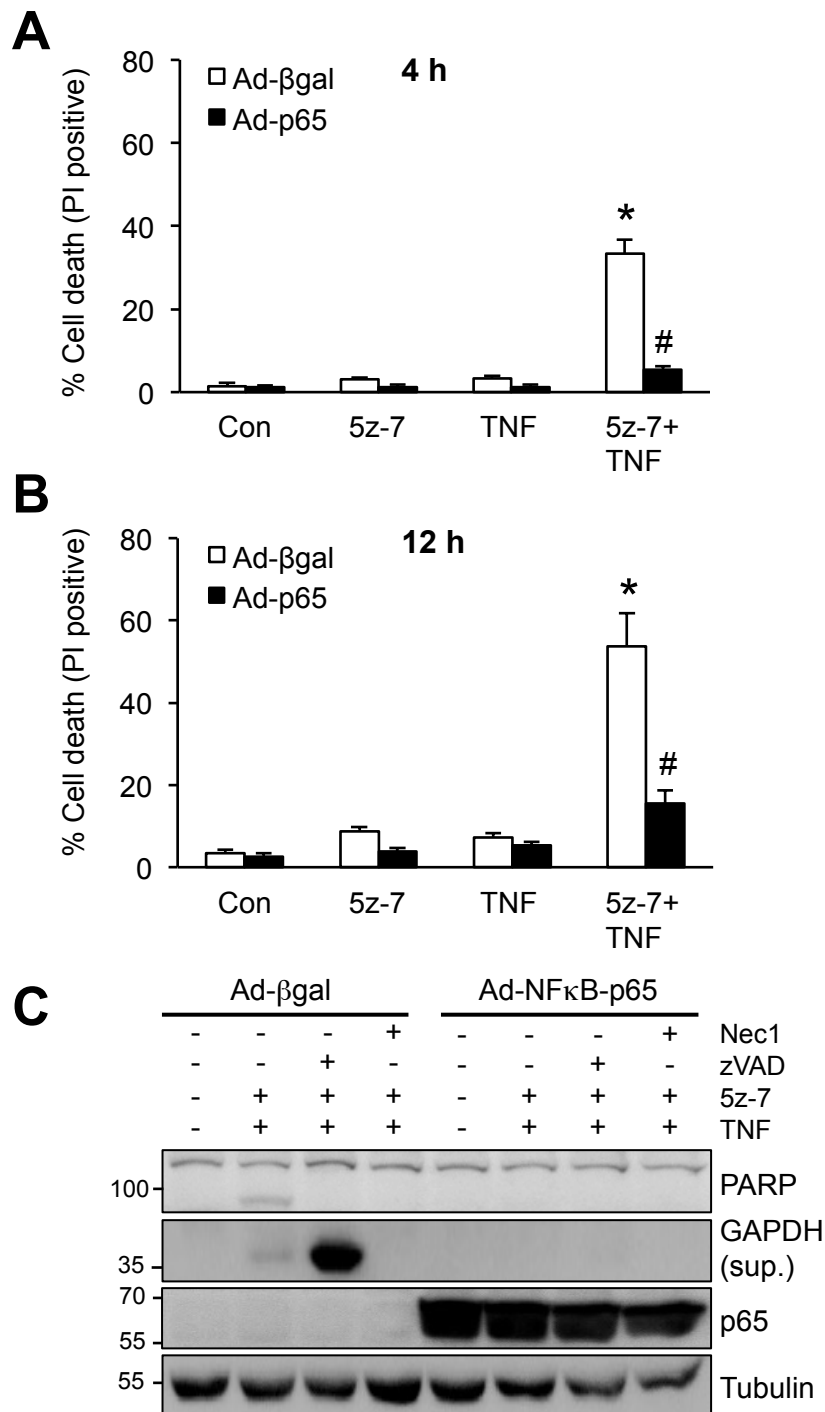 A
% Cell death (PI positive)
80
60
40
20
0
Ad-βgal
Ad-p65
4 h
*
#
Con 5z-7 TNF 5z-7+
TNF
B
% Cell death (PI positive)
80
60
40
20
0
Ad-βgal
Ad-p65
12 h
*
#
Con 5z-7 TNF 5z-7+
TNF
C
Ad-βgal Ad-NFκB-p65
- - - + - - - + Nec1
- - + - - - + - zVAD
- + + + - + + + 5z-7
- + + + - + + + TNF
100 PARP
GAPDH
35 (sup.)
70
p65
55
55 Tubulin